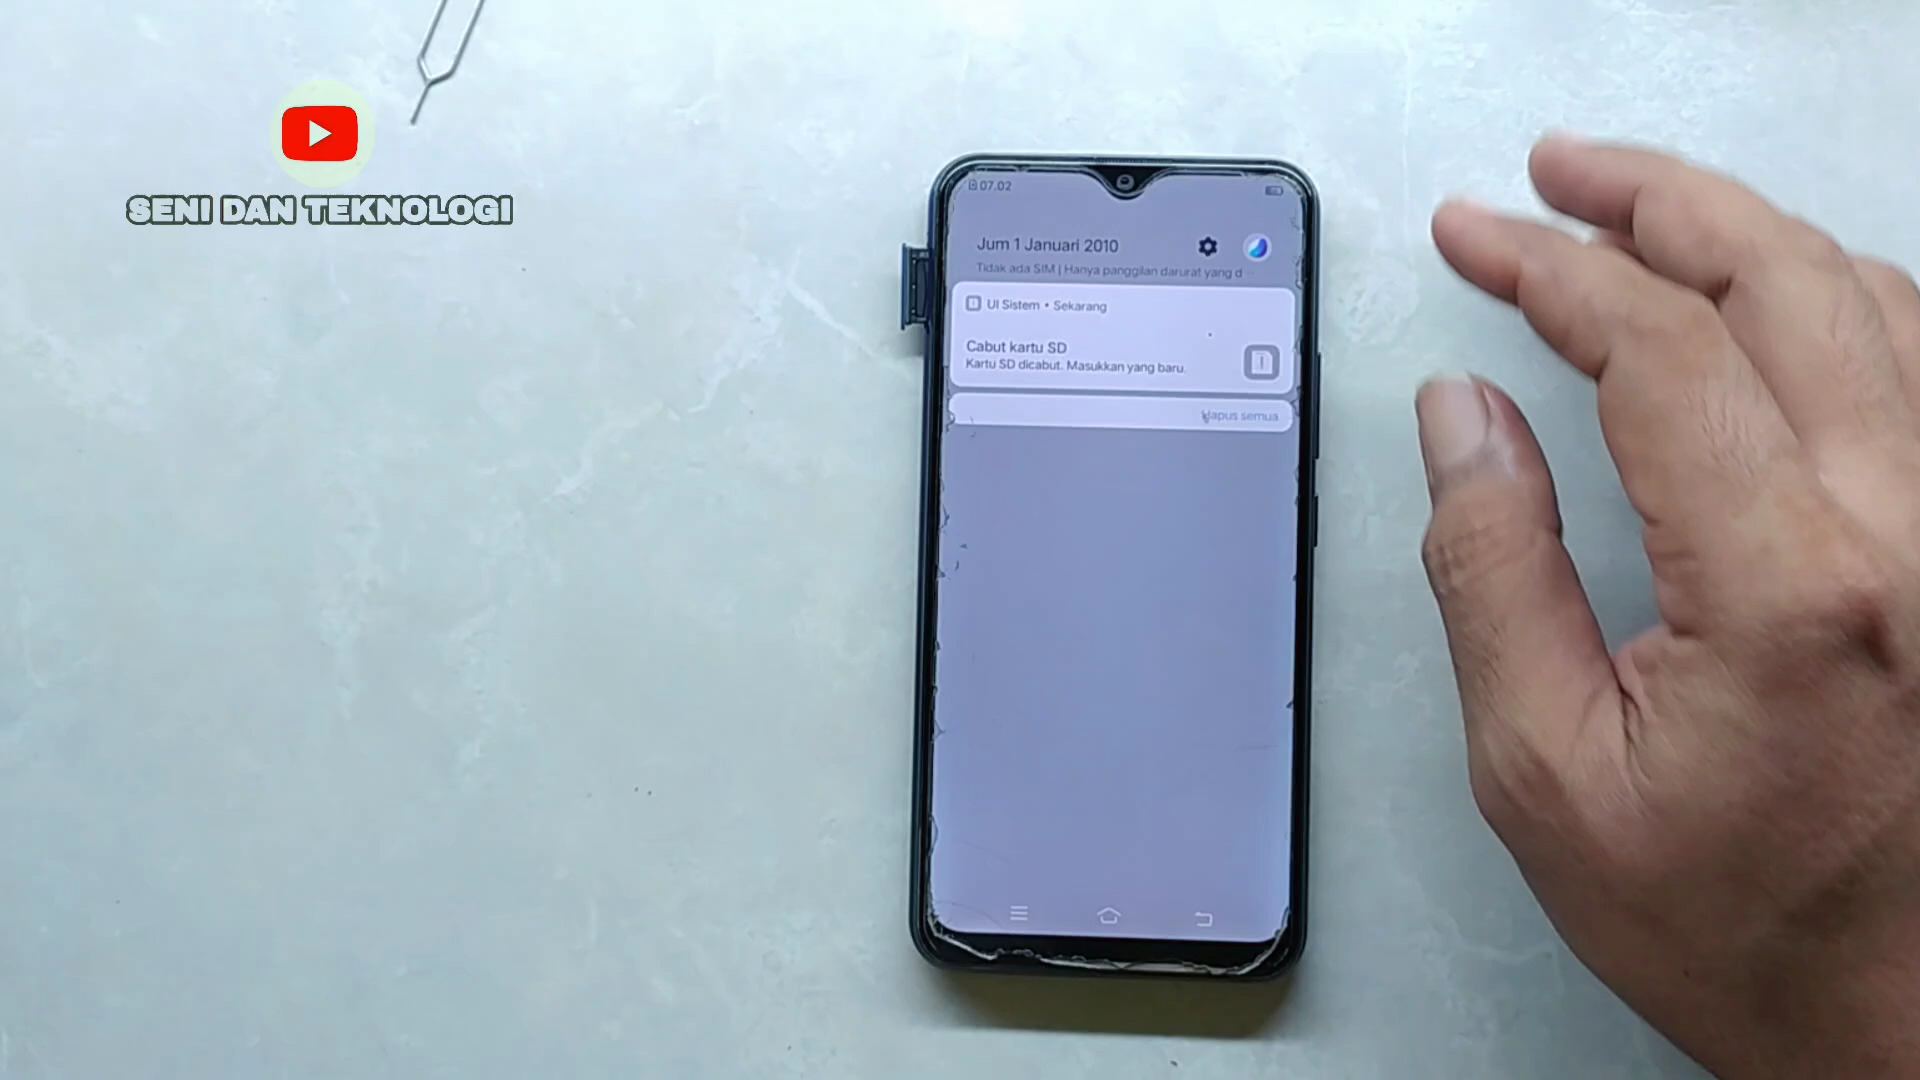 SENI DAN TEKNOLOGI
07.02
Jum 1 Januari 2010
Tidak ada SIM | Hanya panggilan darurat yang d
UI Sistem • Sekarang
Cabut kartu SD
Kartu SD dicabut. Masukkan yang baru.
Hapus semua